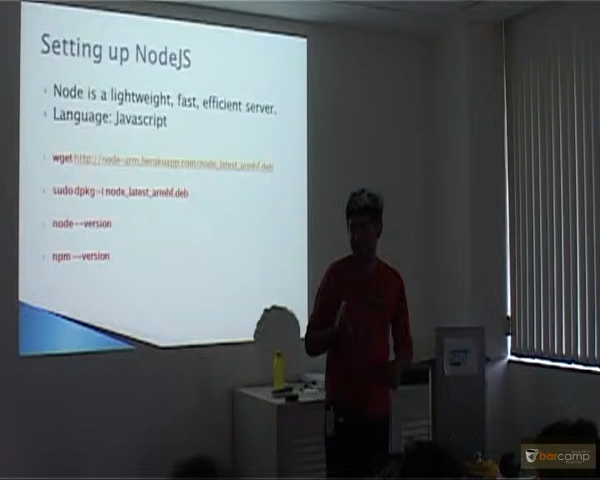 Setting up NodeJS
Node is a lightweight, fast, efficient server.
Language: Javascript
wget http://node-arm.herokuapp.com/node_latest_armhf.deb
sudo dpkg -i node_latest_armhf.deb
node --version
npm --version
SAP
barcamp